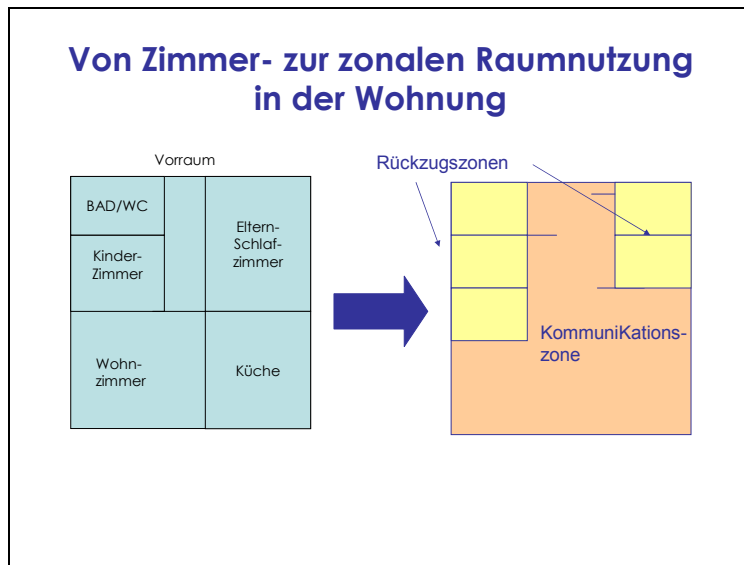 Von Zimmer- zur zonalen Raumnutzung
in der Wohnung
Vorraum
BAD/WC
Kinder-
Zimmer
Eltern-
Schlaf-
zimmer
Wohn-
zimmer
Küche
Rückzugszonen
KommuniKations-
zone